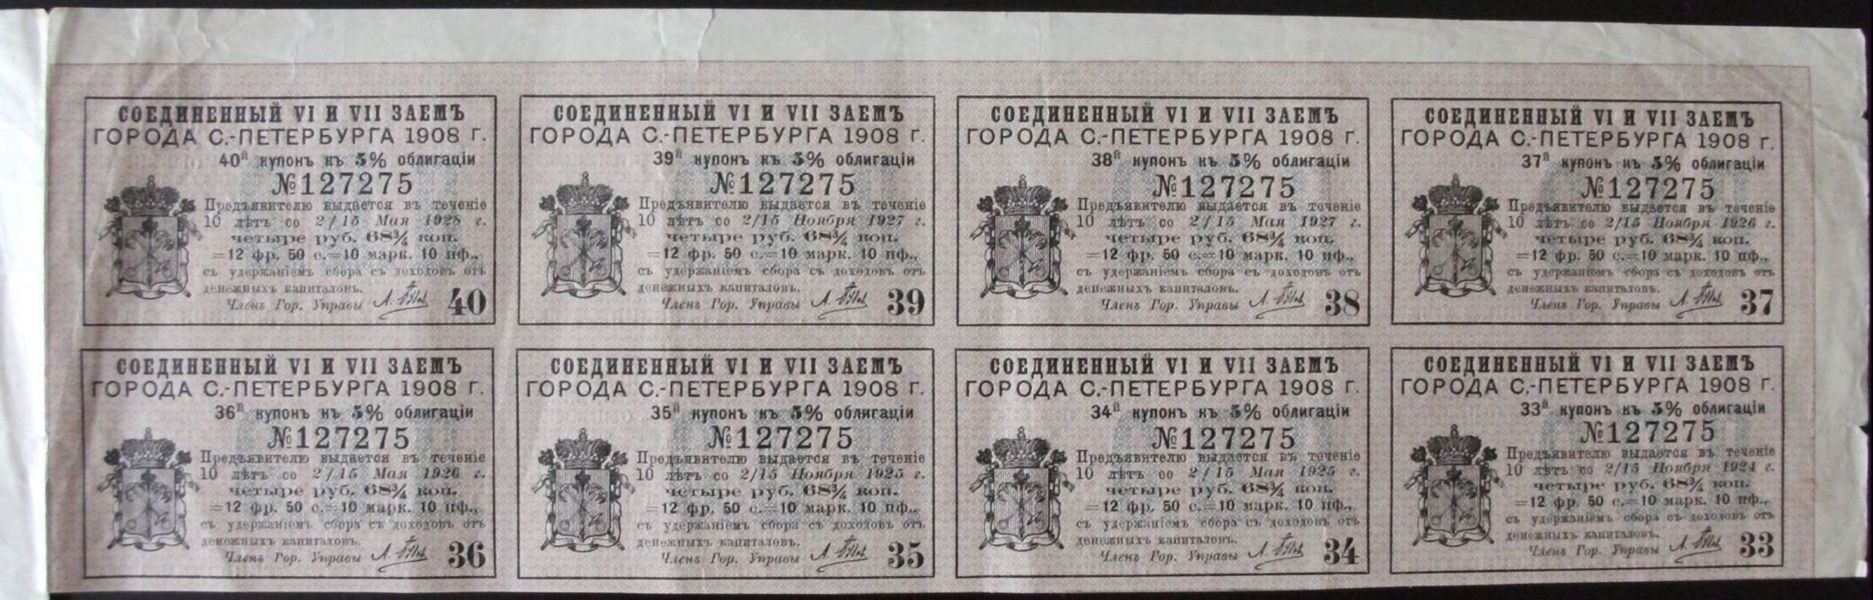 СОЕДИНЕННЫЙ VI И VII ЗАЕМЪ
ГОРОДА С.-ПЕТЕРБУРГА 1908 г.
40й купонъ къ 5% облигаціи
№127275
Предъявителю выдается въ теченіе
10 лѣтъ со 2/15 Мая 1928 г.
четыре руб. 68¾ коп.
=12 фр. 50 с.=10 марк. 10 пф.,
съ удержаніемъ сбора съ доходовъ отъ
денежныхъ капиталовъ.
Членъ Гор. Управы
40
СОЕДИНЕННЫЙ VI И VII ЗАЕМЪ
ГОРОДА С.-ПЕТЕРБУРГА 1908 г.
39й купонъ къ 5% облигаціи
№127275
Предъявителю выдается въ теченіе
10 лѣтъ со 2/15 Ноября 1927 г.
четыре руб. 68¾ коп.
=12 фр. 50 с.=10 марк. 10 пф.,
съ удержаніемъ сбора съ доходовъ отъ
денежныхъ капиталовъ.
Членъ Гор. Управы
39
СОЕДИНЕННЫЙ VI И VII ЗАЕМЪ
ГОРОДА С.-ПЕТЕРБУРГА 1908 г.
38й купонъ къ 5% облигаціи
№127275
Предъявителю выдается въ теченіе
10 лѣтъ со 2/15 Мая 1927 г.
четыре руб. 68¾ коп.
=12 фр. 50 с.=10 марк. 10 пф.,
съ удержаніемъ сбора съ доходовъ отъ
денежныхъ капиталовъ.
Членъ Гор. Управы
38
СОЕДИНЕННЫЙ VI И VII ЗАЕМЪ
ГОРОДА С.-ПЕТЕРБУРГА 1908 г.
37й купонъ къ 5% облигаціи
№127275
Предъявителю выдается въ теченіе
10 лѣтъ со 2/15 Ноября 1926 г.
четыре руб. 68¾ коп.
=12 фр. 50 с.=10 марк. 10 пф.,
съ удержаніемъ сбора съ доходовъ отъ
денежныхъ капиталовъ.
Членъ Гор. Управы
37
СОЕДИНЕННЫЙ VI И VII ЗАЕМЪ
ГОРОДА С.-ПЕТЕРБУРГА 1908 г.
36й купонъ къ 5% облигаціи
№127275
Предъявителю выдается въ теченіе
10 лѣтъ со 2/15 Мая 1926 г.
четыре руб. 68¾ коп.
=12 фр. 50 с.=10 марк. 10 пф.,
съ удержаніемъ сбора съ доходовъ отъ
денежныхъ капиталовъ.
Членъ Гор. Управы
36
СОЕДИНЕННЫЙ VI И VII ЗАЕМЪ
ГОРОДА С.-ПЕТЕРБУРГА 1908 г.
35й купонъ къ 5% облигаціи
№127275
Предъявителю выдается въ теченіе
10 лѣтъ со 2/15 Ноября 1925 г.
четыре руб. 68¾ коп.
=12 фр. 50 с.=10 марк. 10 пф.,
съ удержаніемъ сбора съ доходовъ отъ
денежныхъ капиталовъ.
Членъ Гор. Управы
35
СОЕДИНЕННЫЙ VI И VII ЗАЕМЪ
ГОРОДА С.-ПЕТЕРБУРГА 1908 г.
34й купонъ къ 5% облигаціи
№127275
Предъявителю выдается въ теченіе
10 лѣтъ со 2/15 Мая 1925 г.
четыре руб. 68¾ коп.
=12 фр. 50 с.=10 марк. 10 пф.,
съ удержаніемъ сбора съ доходовъ отъ
денежныхъ капиталовъ.
Членъ Гор. Управы
34
СОЕДИНЕННЫЙ VI И VII ЗАЕМЪ
ГОРОДА С.-ПЕТЕРБУРГА 1908 г.
33й купонъ къ 5% облигаціи
№127275
Предъявителю выдается въ теченіе
10 лѣтъ со 2/15 Ноября 1924 г.
четыре руб. 68¾ коп.
=12 фр. 50 с.=10 марк. 10 пф.,
съ удержаніемъ сбора съ доходовъ отъ
денежныхъ капиталовъ.
Членъ Гор. Управы
33